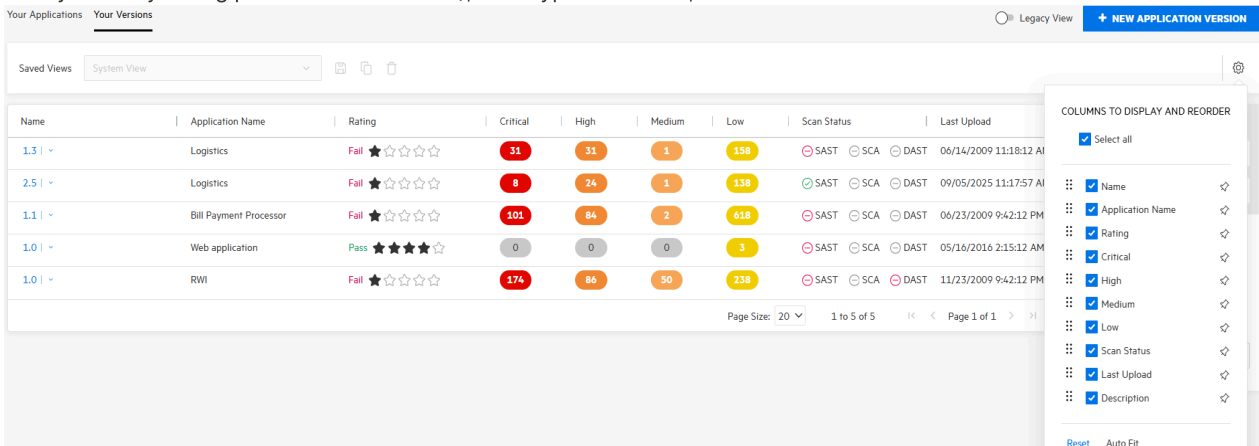 Your Applications Your Versions Legacy View + NEW APPLICATION VERSION
Saved Views System View
COLUMNS TO DISPLAY AND REORDER
Select all
Name Application Name Rating Critical High Medium Low Scan Status Last Upload
1.3 Logistics Fail 31 31 1 158 SAST SCA DAST 06/14/2009 11:18:12
2.5 Logistics Fail 8 24 1 138 SAST SCA DAST 09/05/2025 11:17:57
1.1 Bill Payment Processor Fail 101 84 2 618 SAST SCA DAST 06/23/2009 9:42:12 PM
1.0 Web application Pass 0 0 0 3 SAST SCA DAST 05/16/2016 2:15:12 AM
1.0 RWI Fail 174 86 50 238 SAST SCA DAST 11/23/2009 9:42:12 PM
Page Size: 20 1 to 5 of 5 Page 1 of 1
Name
Application Name
Rating
Critical
High
Medium
Low
Scan Status
Last Upload
Description
Reset Auto Fit